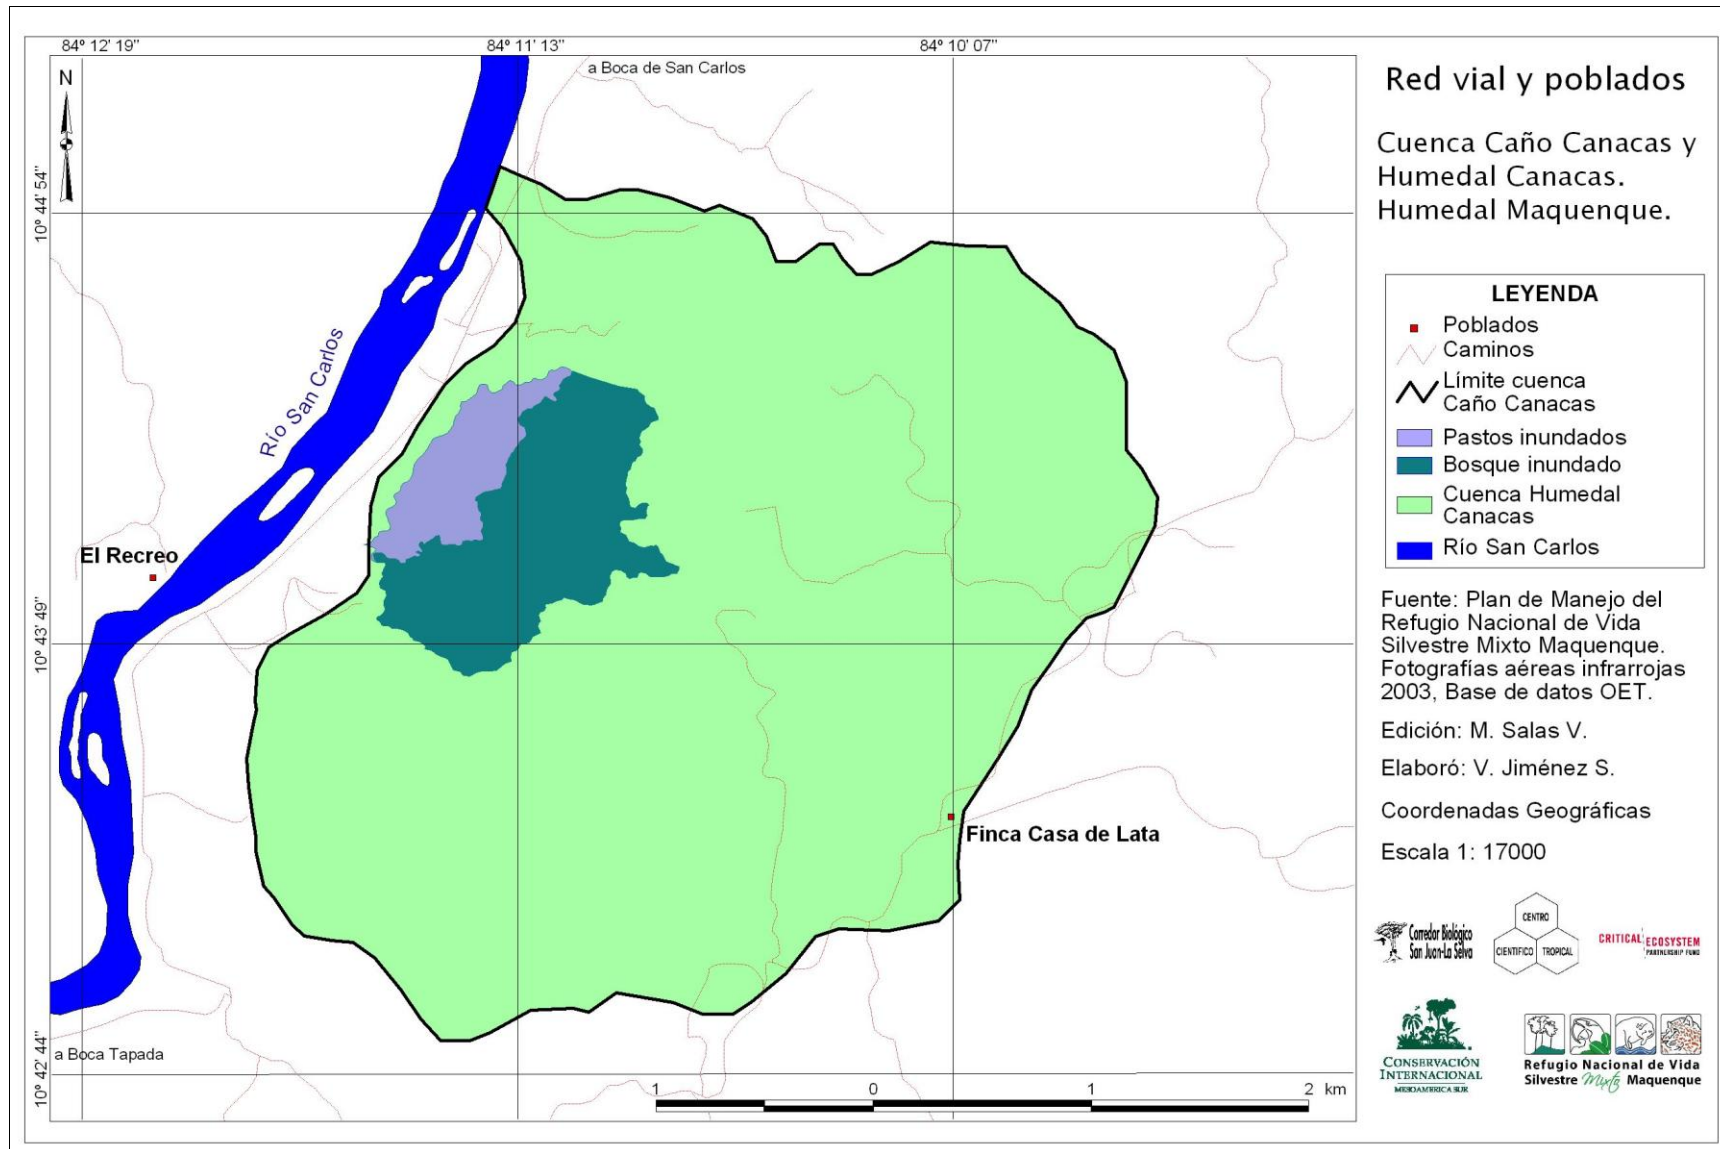 84º 12' 19"
84º 11' 13"
84º 10' 07"
a Boca de San Carlos
N
10º 44' 54"
10º 43' 49"
10º 42' 44"
Río San Carlos
El Recreo
Finca Casa de Lata
a Boca Tapada
1 0 1 2 km
Red vial y poblados
Cuenca Caño Canacas y
Humedal Canacas.
Humedal Maquenque.
LEYENDA
Poblados
Caminos
Límite cuenca
Caño Canacas
Pastos inundados
Bosque inundado
Cuenca Humedal
Canacas
Río San Carlos
Fuente: Plan de Manejo del
Refugio Nacional de Vida
Silvestre Mixto Maquenque.
Fotografías aéreas infrarrojas
2003, Base de datos OET.
Edición: M. Salas V.
Elaboró: V. Jiménez S.
Coordenadas Geográficas
Escala 1: 17000
Corredor Biológico
San Juan-La Selva
CENTRO
CIENTIFICO TROPICAL
CRITICAL ECOSYSTEM
PARTNERSHIP FUND
CONSERVACIÓN
INTERNACIONAL
MESOAMERICA SUR
Refugio Nacional de Vida
Silvestre Mixto Maquenque